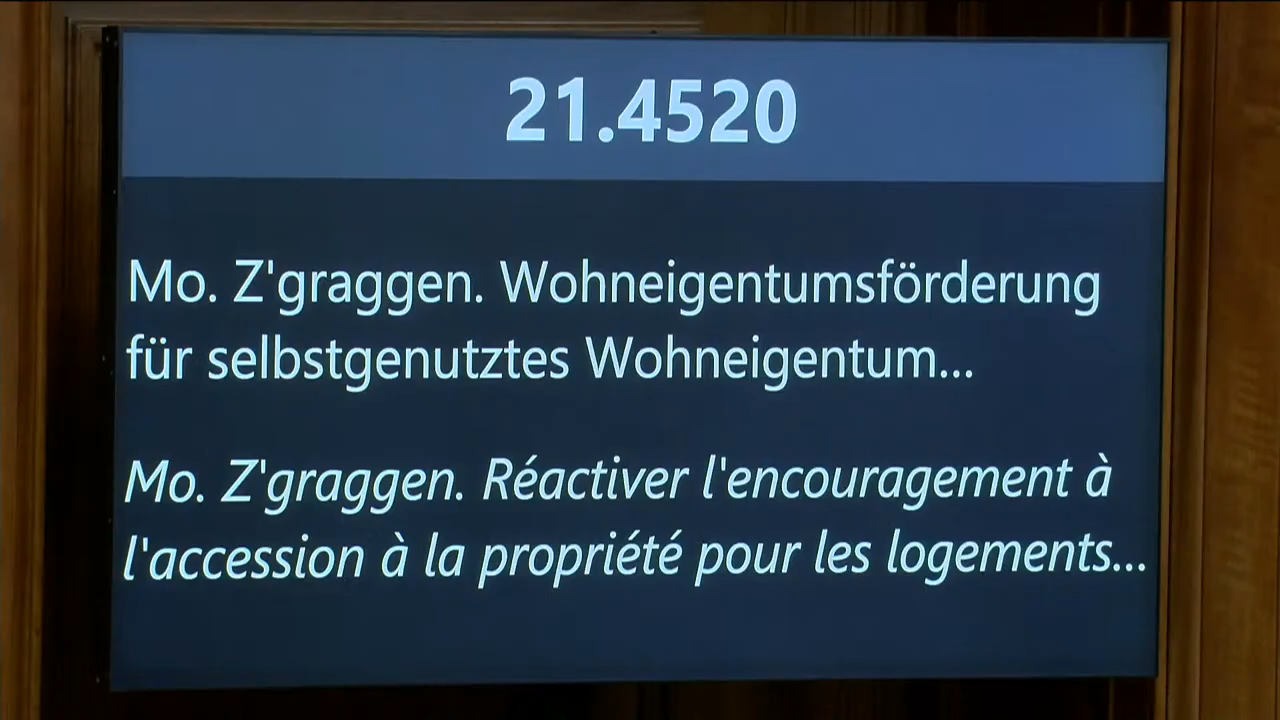 21.4520
Mo. Z'graggen. Wohneigentumsförderung
für selbstgenutztes Wohneigentum...
Mo. Z'graggen. Réactiver l'encouragement à
l'accession à la propriété pour les logements...